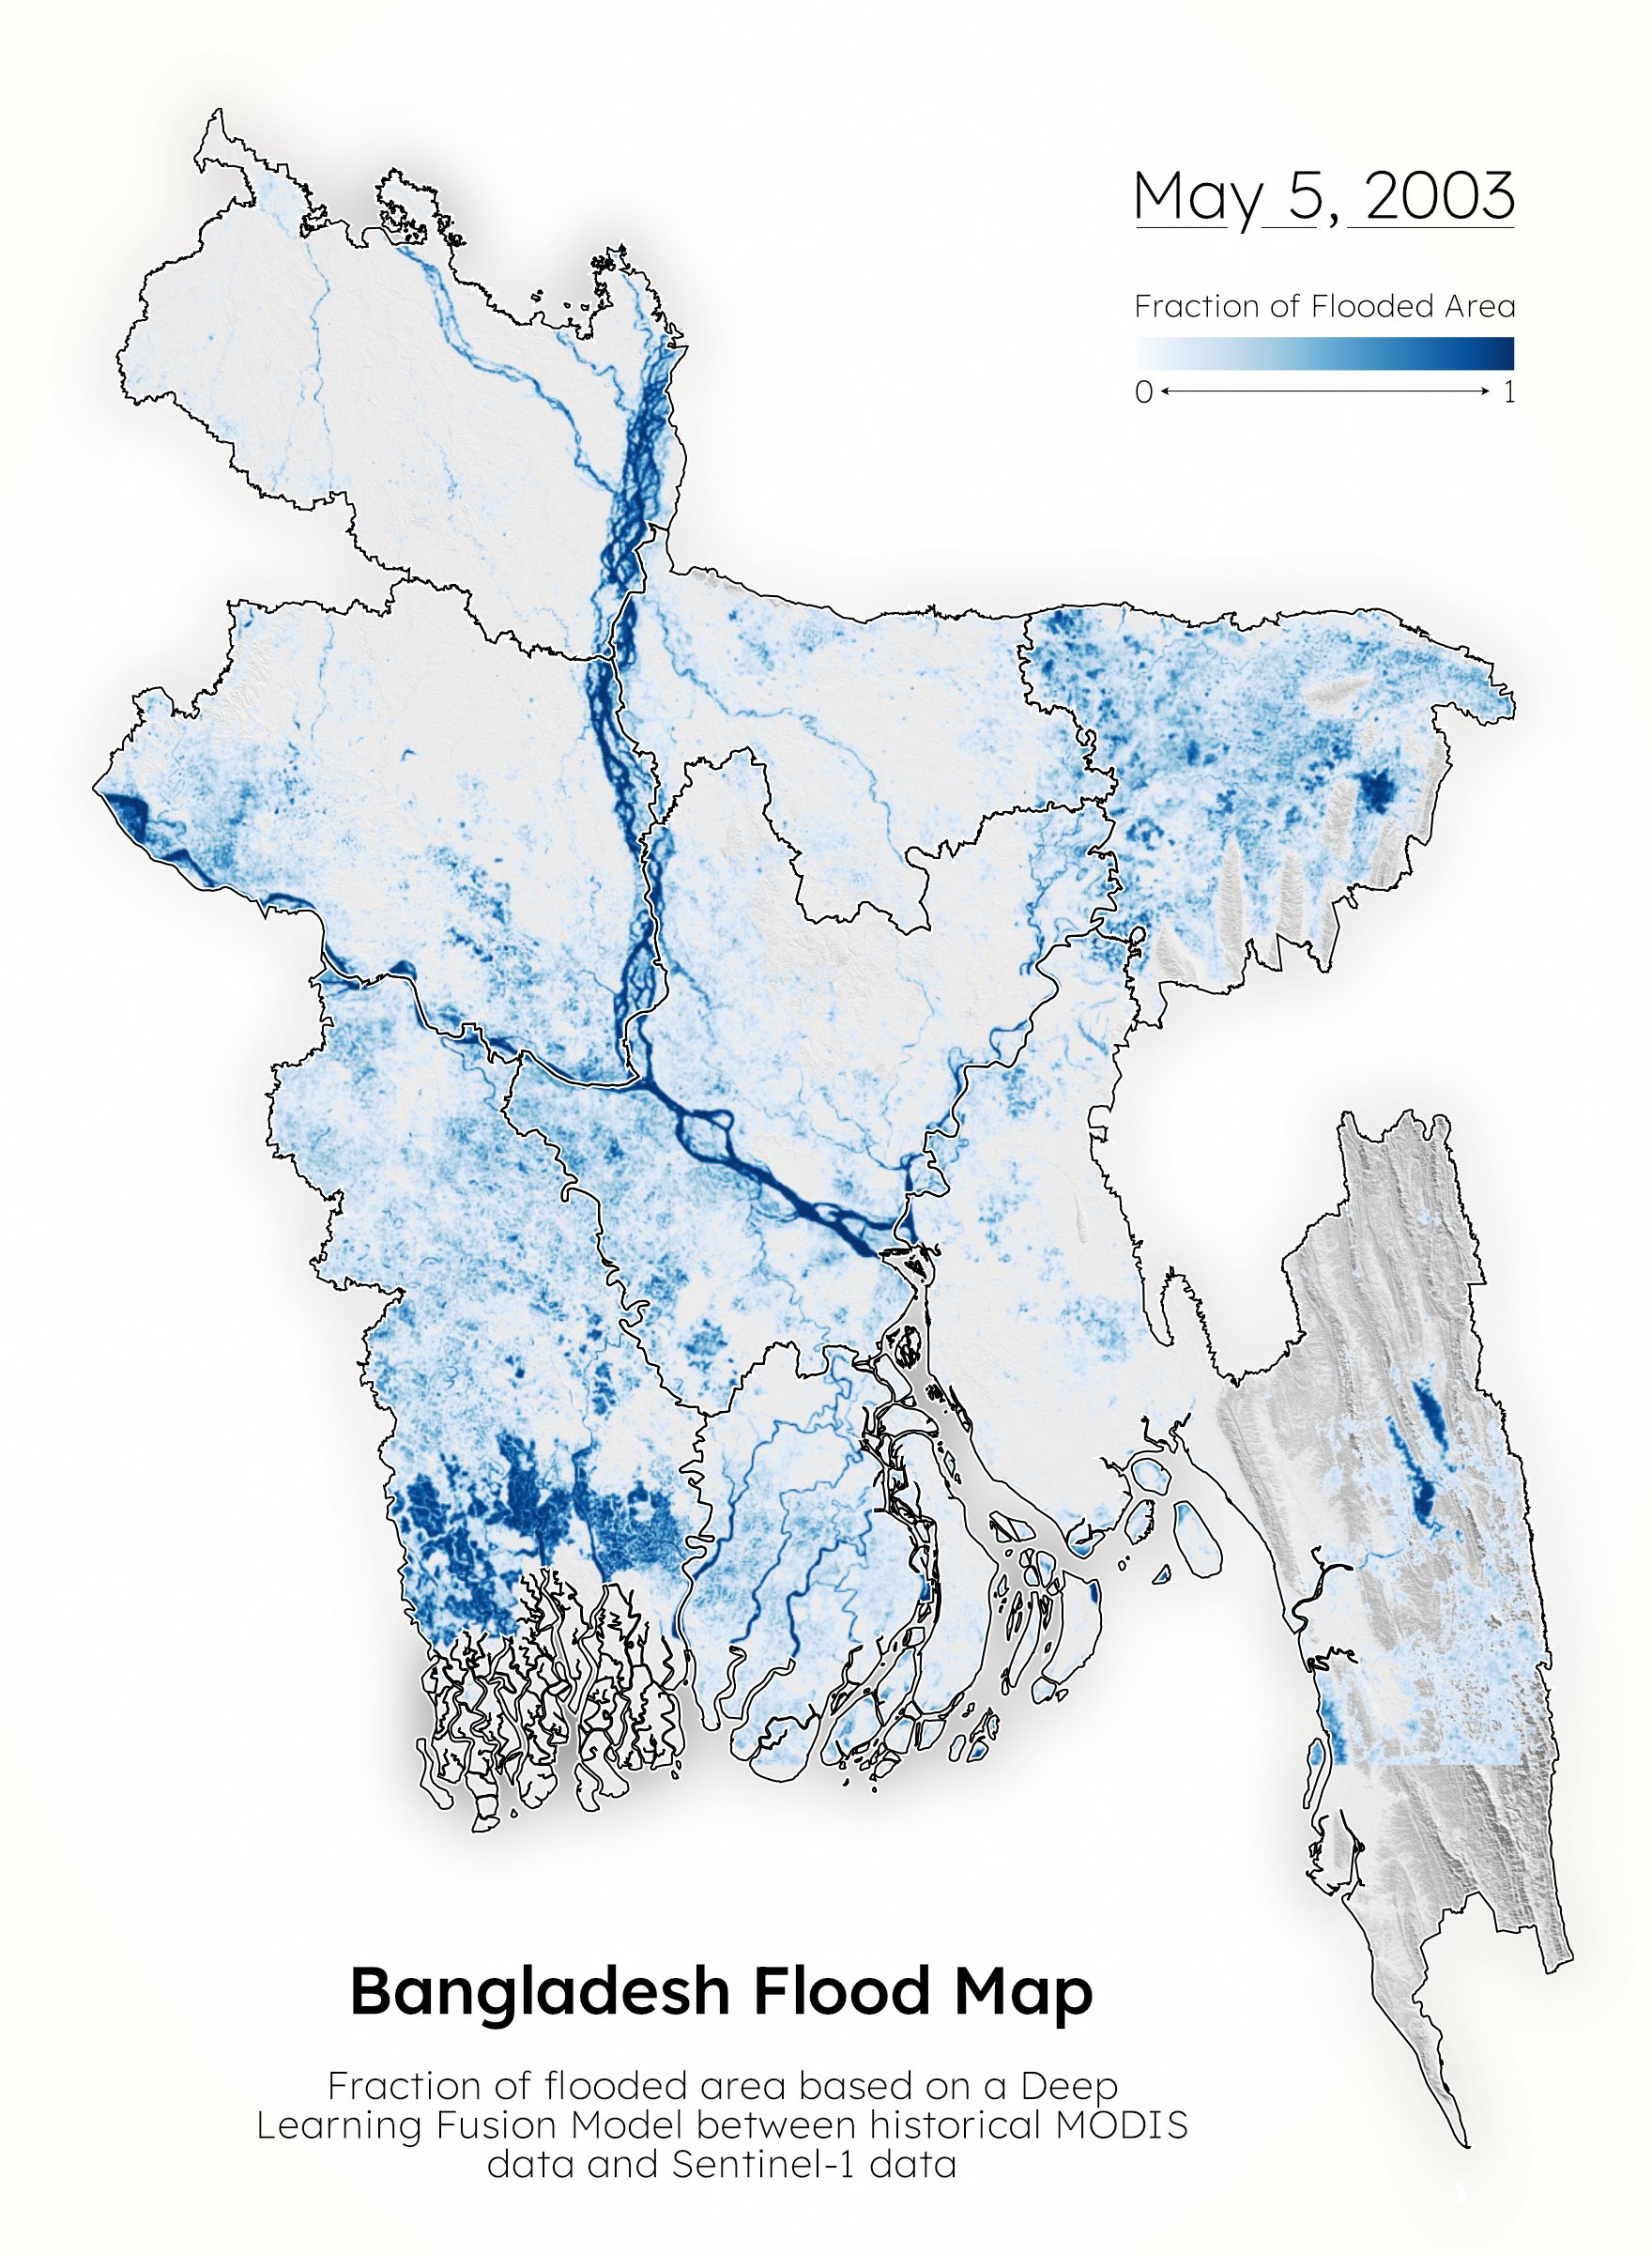 May 5, 2003
Fraction of Flooded Area
0 1
Bangladesh Flood Map
Fraction of flooded area based on a Deep
Learning Fusion Model between historical MODIS
data and Sentinel-1 data